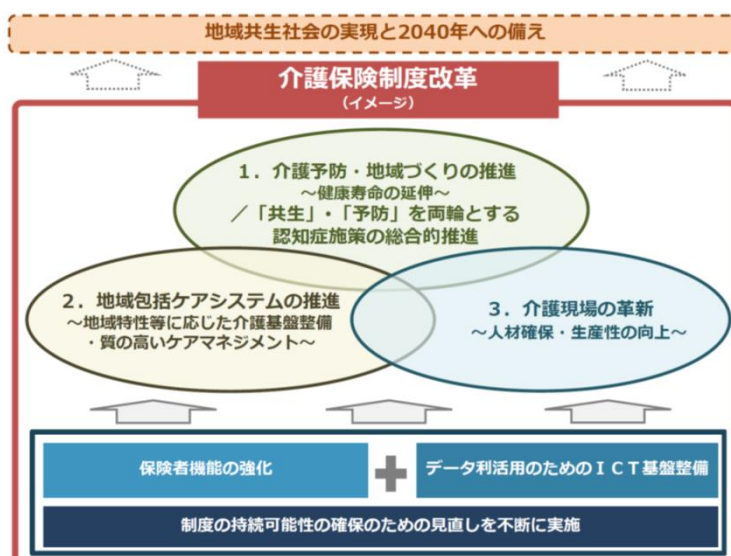 地域共生社会の実現と2040年への備え
介護保険制度改革
(イメージ)
1．介護予防・地域づくりの推進
～健康寿命の延伸～
／「共生」・「予防」を両輪とする
認知症施策の総合的推進
2．地域包括ケアシステムの推進
～地域特性等に応じた介護基盤整備
・質の高いケアマネジメント～
3．介護現場の革新
～人材確保・生産性の向上～
保険者機能の強化
データ利活用のためのＩＣＴ基盤整備
制度の持続可能性の確保のための見直しを不断に実施